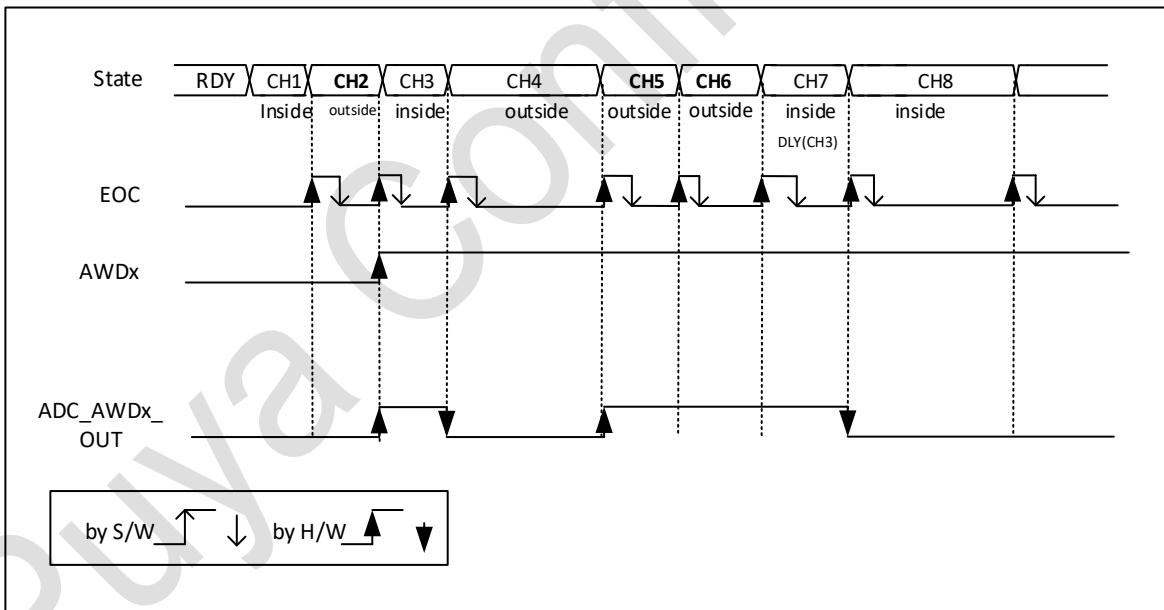 State RDY CH1 CH2 CH3 CH4 CH5 CH6 CH7 CH8
Inside outside inside outside outside outside inside inside
DLY(CH3)
EOC
AWDx
ADC_AWDx_
OUT
by S/W by H/W